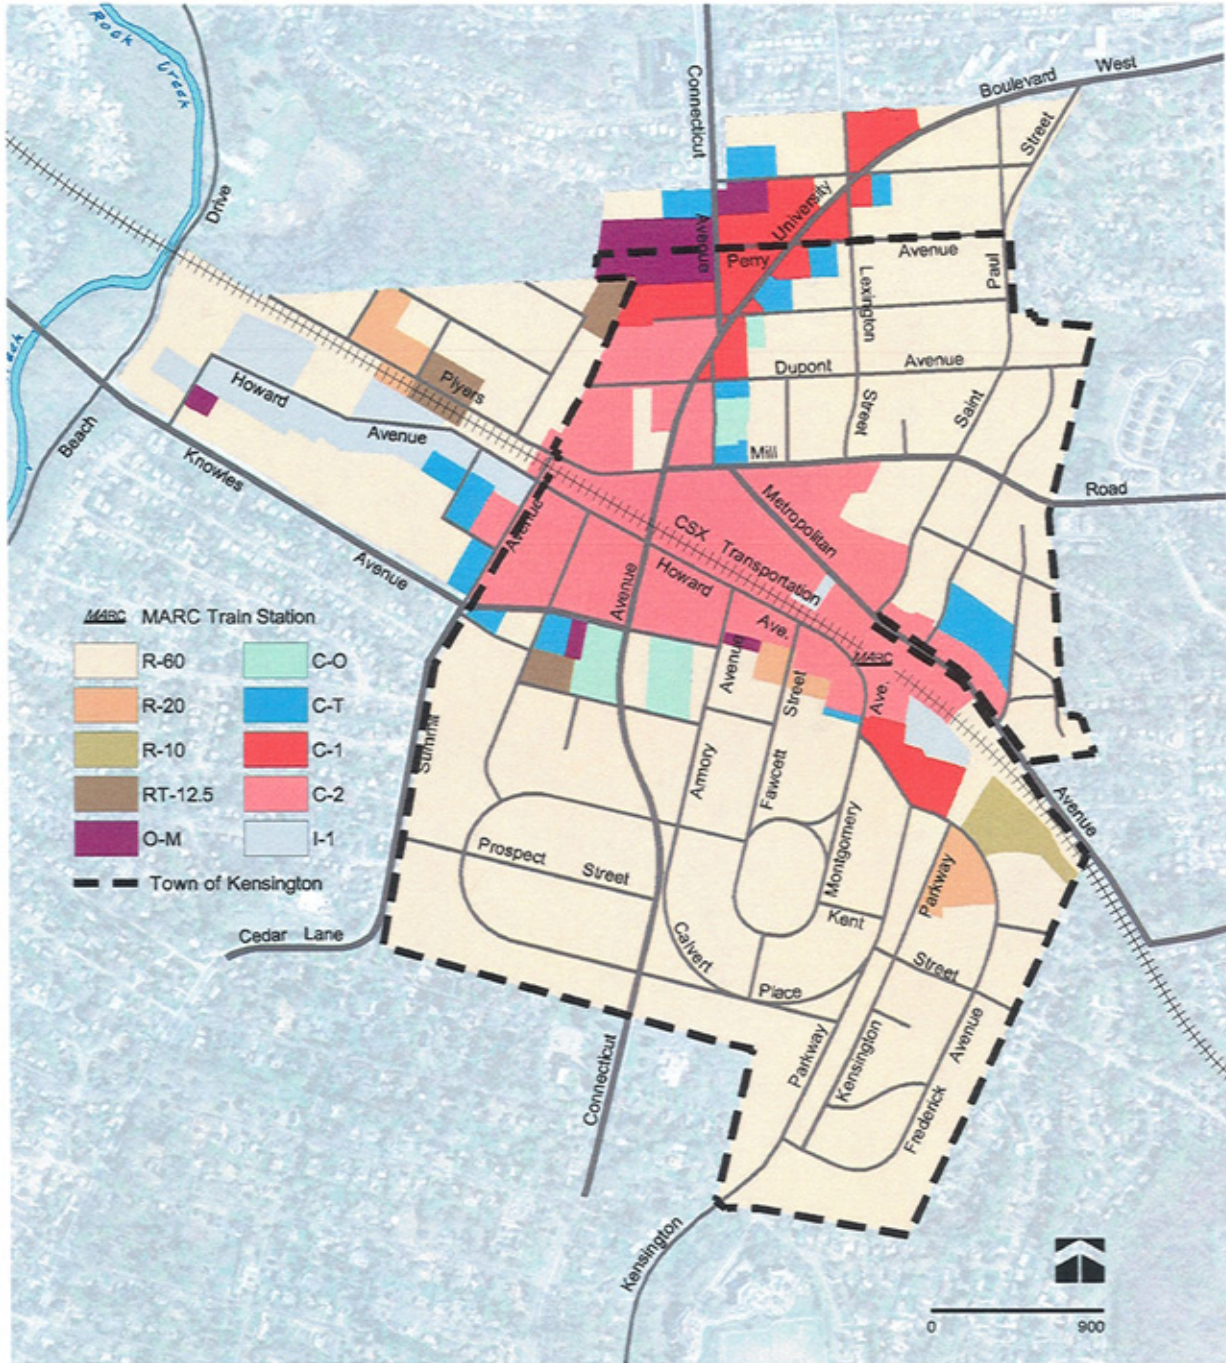 Rock
Creek
Drive
Beach
Connecticut
Avenue
University
Boulevard
West
Street
Perry
Avenue
Lexington
Street
Paul
Saint
Dupont
Avenue
Plyers
Howard
Avenue
Knowles
Avenue
Mill
Road
Metropolitan
Avenue
CSX Transportation
Avenue
Howard
Ave.
Avenue
MARC
Ave.
Avenue
Street
Summit
Armory
Fawcett
Montgomery
Prospect
Street
Kent
Street
Parkway
Calvert
Place
Cedar Lane
Connecticut
Parkway
Kensington
Frederick
Avenue
Kensington
MARC MARC Train Station
R-60
R-20
R-10
RT-12.5
O-M
C-O
C-T
C-1
C-2
I-1
Town of Kensington
0 900